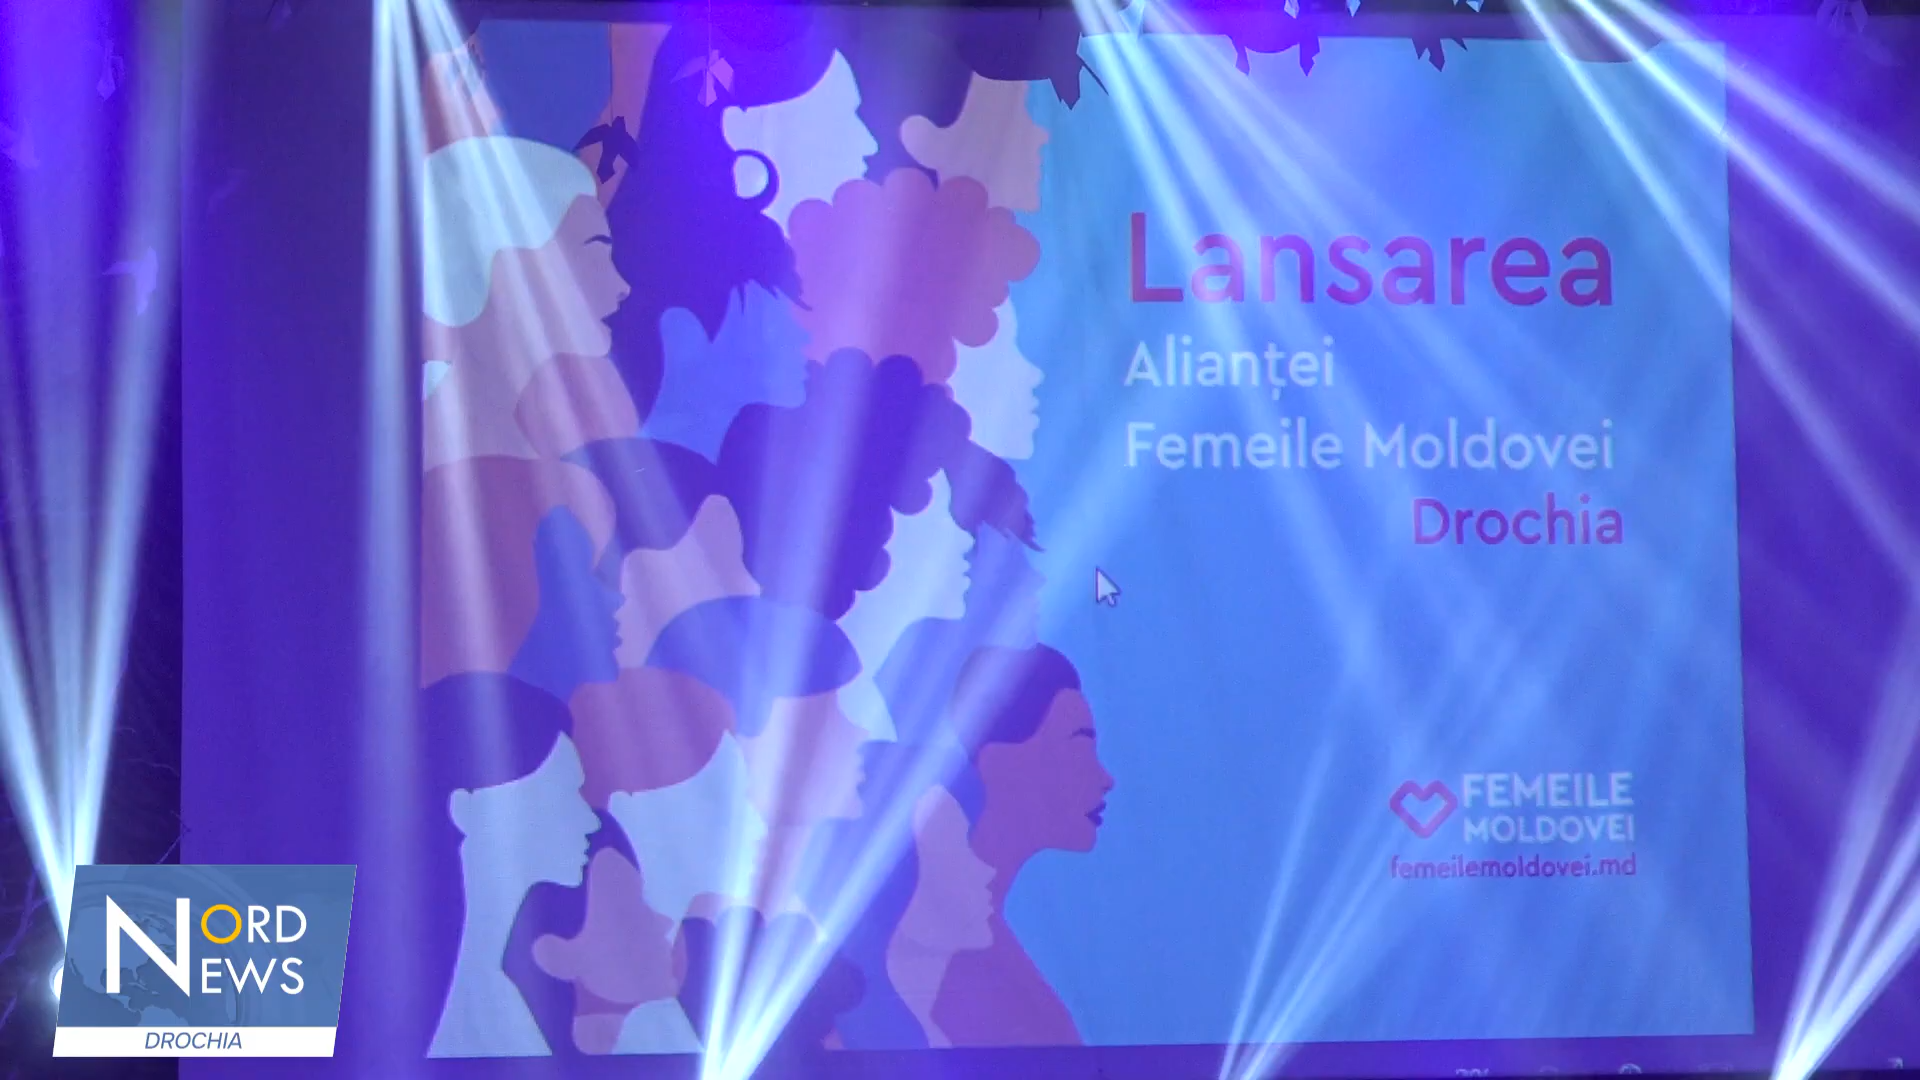 Lansarea
Alianței
Femeile Moldovei
Drochia
FEMEILE
MOLDOVEI
femeilemoldovei.md
NORD
NEWS
DROCHIA